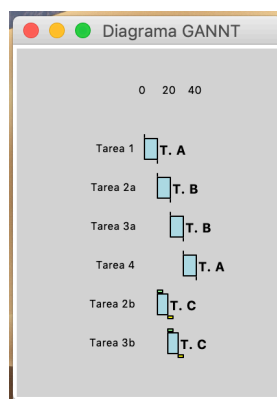 Diagrama GANNT
0 20 40
Tarea 1 T. A
Tarea 2a T. B
Tarea 3a T. B
Tarea 4 T. A
Tarea 2b T. C
Tarea 3b T. C